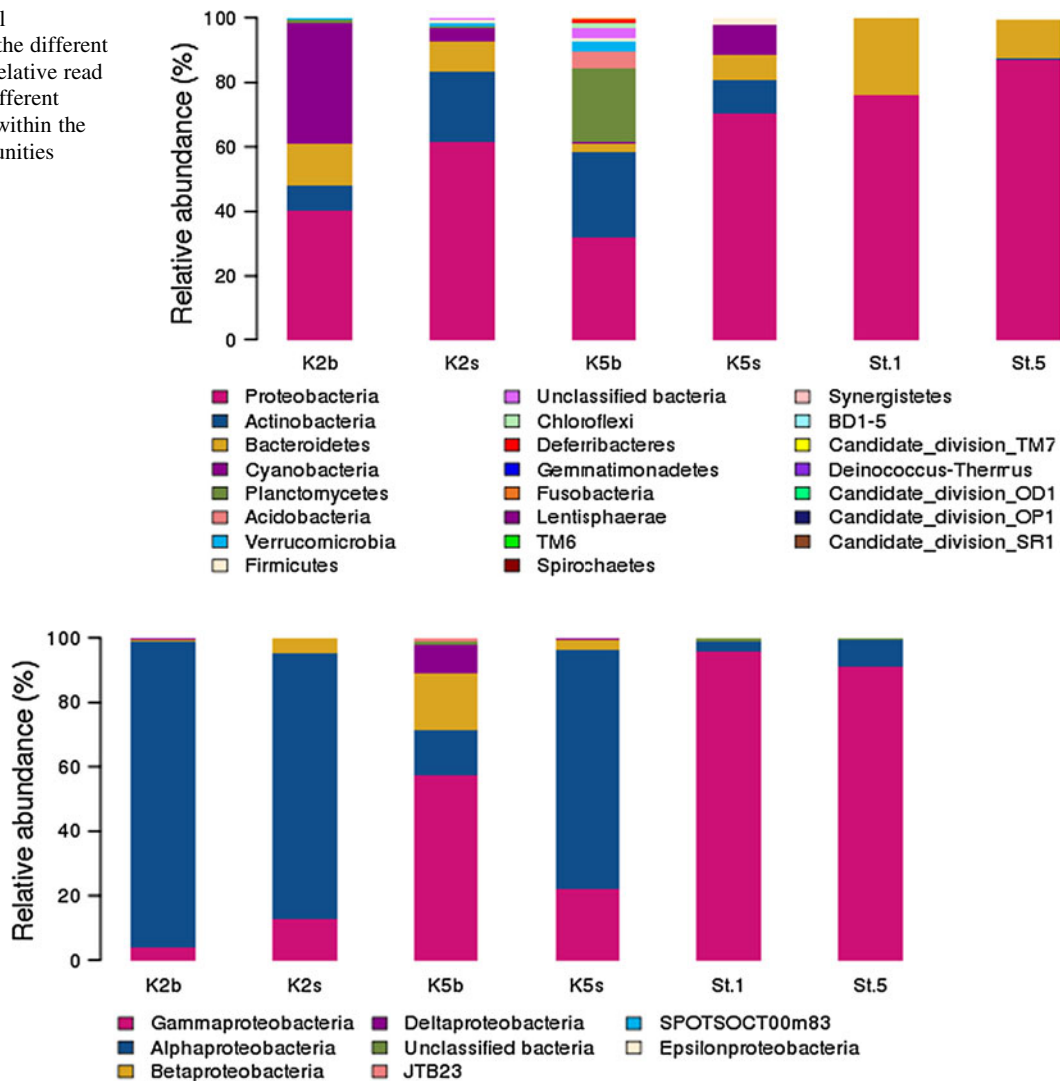 l
the different
elative read
fferent
within the
unities
Relative abundance (%)
100
80
60
40
20
0
K2b K2s K5b K5s St.1 St.5
Proteobacteria Unclassified bacteria Synergistetes
Actinobacteria Chloroflexi BD1-5
Bacteroidetes Deferribacteres Candidate_division_TM7
Cyanobacteria Gemmatimonadetes Deinococcus-Thermus
Planctomycetes Fusobacteria Candidate_division_OD1
Acidobacteria Lentisphaerae Candidate_division_OP1
Verrucomicrobia TM6 Candidate_division_SR1
Firmicutes Spirochaetes
Relative abundance (%)
100
80
60
40
20
0
K2b K2s K5b K5s St.1 St.5
Gammaproteobacteria Deltaproteobacteria SPOTSOCT00m83
Alphaproteobacteria Unclassified bacteria Epsilonproteobacteria
Betaproteobacteria JTB23